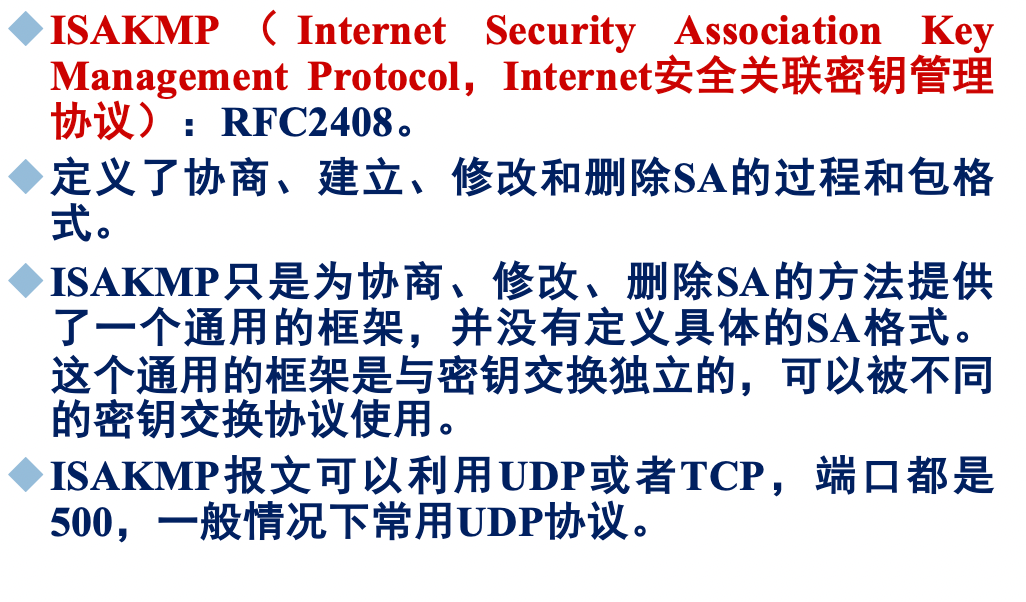 ISAKMP（Internet Security Association Key
Management Protocol，Internet安全关联密钥管理
协议）：RFC2408。
定义了协商、建立、修改和删除SA的过程和包格
式。
ISAKMP只是为协商、修改、删除SA的方法提供
了一个通用的框架，并没有定义具体的SA格式。
这个通用的框架是与密钥交换独立的，可以被不同
的密钥交换协议使用。
ISAKMP报文可以利用UDP或者TCP，端口都是
500，一般情况下常用UDP协议。